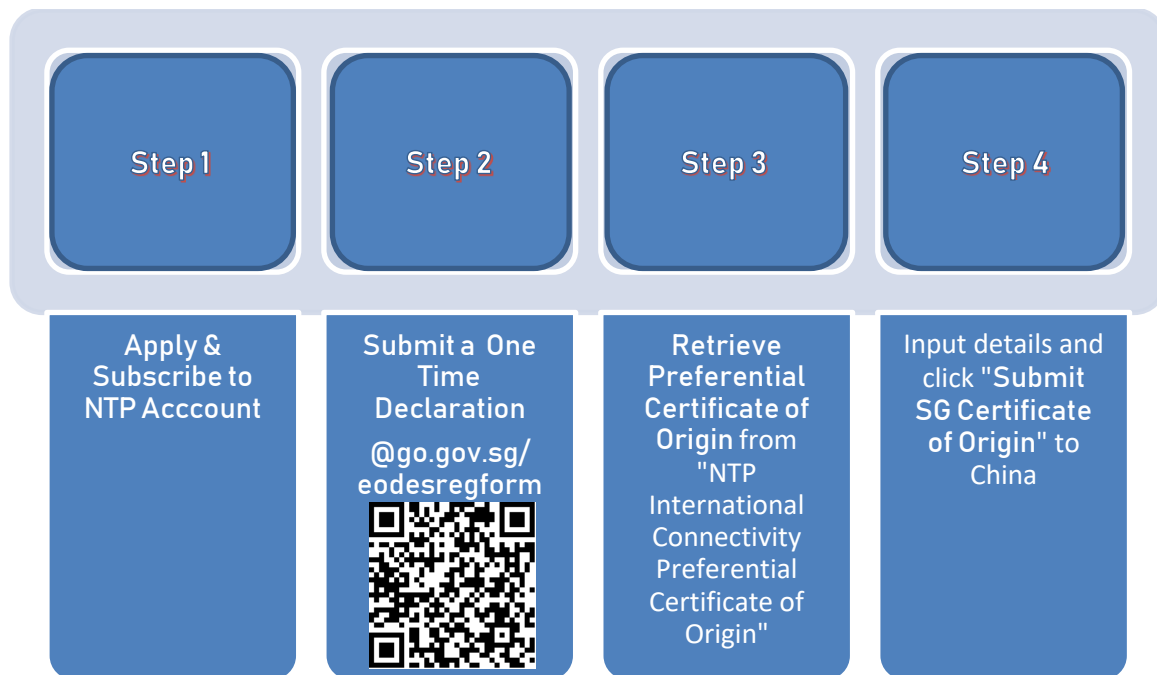 Step 1
Step 2
Step 3
Step 4
Apply &
Subscribe to
NTP Acccount
Submit a One
Time
Declaration
@go.gov.sg/
eodesregform
Retrieve
Preferential
Certificate of
Origin from
"NTP
International
Connectivity
Preferential
Certificate of
Origin"
Input details and
click "Submit
SG Certificate
of Origin" to
China